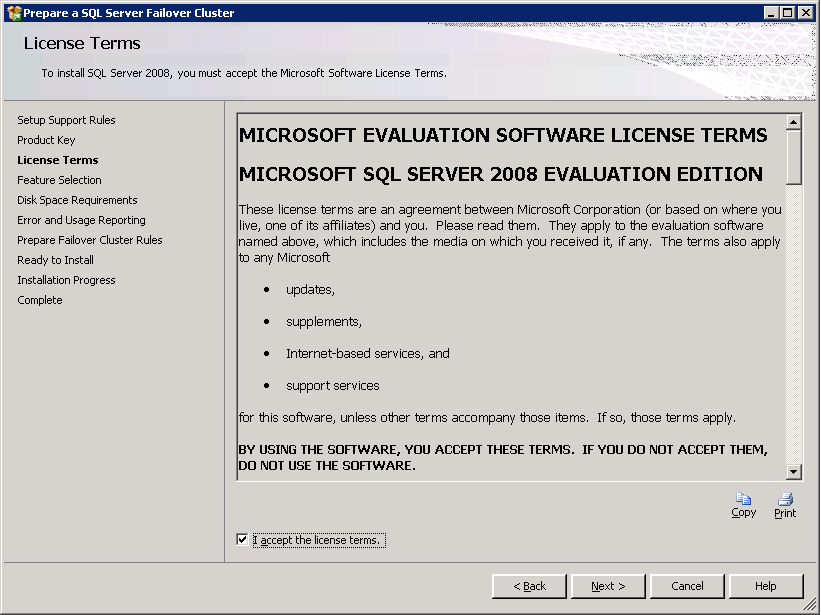 Prepare a SQL Server Failover Cluster
License Terms
To install SQL Server 2008, you must accept the Microsoft Software License Terms.
Setup Support Rules
Product Key
License Terms
Feature Selection
Disk Space Requirements
Error and Usage Reporting
Prepare Failover Cluster Rules
Ready to Install
Installation Progress
Complete
MICROSOFT EVALUATION SOFTWARE LICENSE TERMS
MICROSOFT SQL SERVER 2008 EVALUATION EDITION
These license terms are an agreement between Microsoft Corporation (or based on where you
live, one of its affiliates) and you.  Please read them.  They apply to the evaluation software
named above, which includes the media on which you received it, if any.  The terms also apply
to any Microsoft
• updates,
• supplements,
• Internet-based services, and
• support services
for this software, unless other terms accompany those items.  If so, those terms apply.
BY USING THE SOFTWARE, YOU ACCEPT THESE TERMS.  IF YOU DO NOT ACCEPT THEM,
DO NOT USE THE SOFTWARE.
Copy
Print
I accept the license terms.
< Back
Next >
Cancel
Help